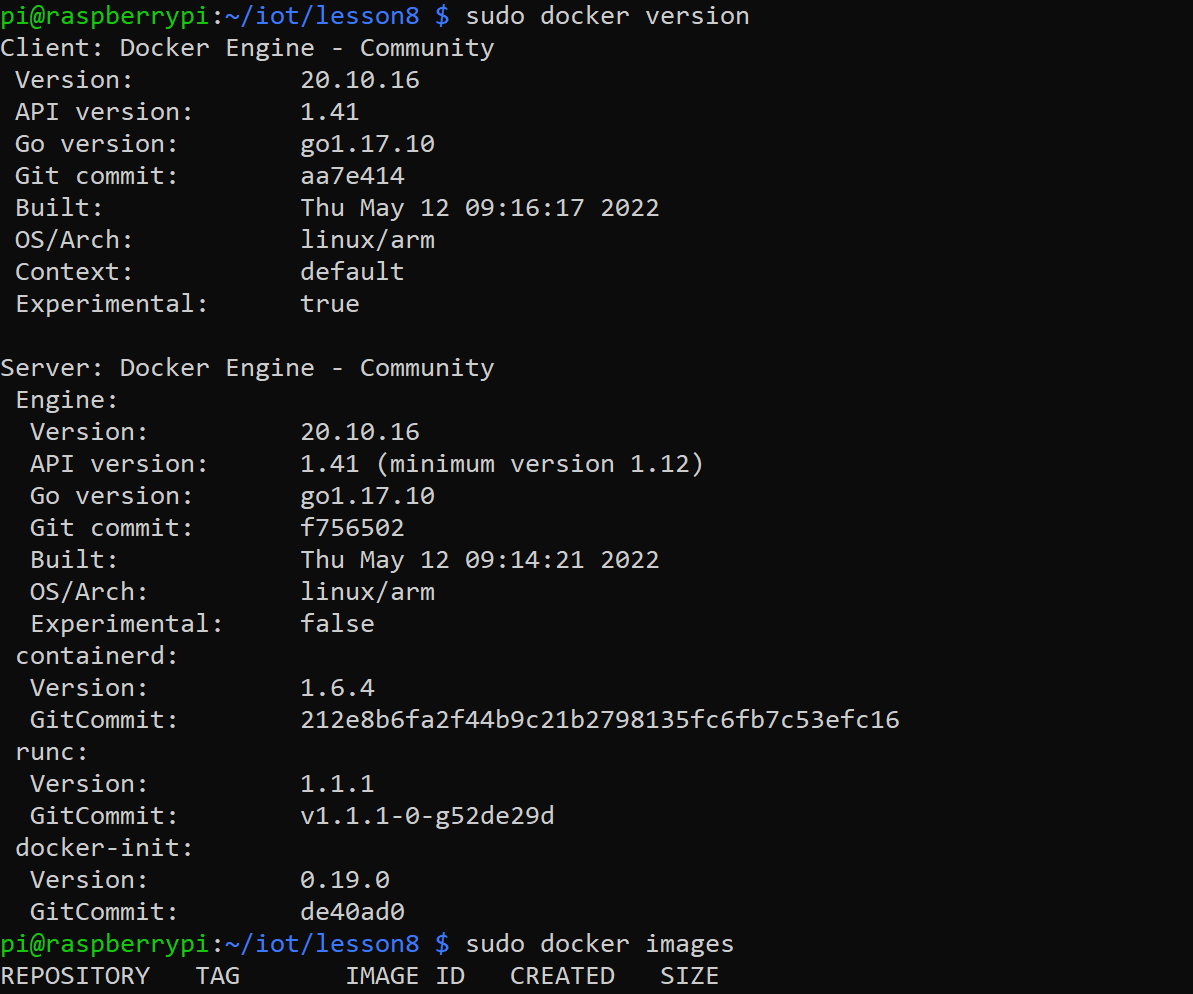 pi@raspberrypi:~/iot/lesson8 $ sudo docker version
Client: Docker Engine - Community
 Version:           20.10.16
 API version:       1.41
 Go version:        go1.17.10
 Git commit:        aa7e414
 Built:             Thu May 12 09:16:17 2022
 OS/Arch:           linux/arm
 Context:           default
 Experimental:      true

Server: Docker Engine - Community
 Engine:
  Version:          20.10.16
  API version:      1.41 (minimum version 1.12)
  Go version:       go1.17.10
  Git commit:       f756502
  Built:            Thu May 12 09:14:21 2022
  OS/Arch:          linux/arm
  Experimental:     false
 containerd:
  Version:          1.6.4
  GitCommit:        212e8b6fa2f44b9c21b2798135fc6fb7c53efc16
 runc:
  Version:          1.1.1
  GitCommit:        v1.1.1-0-g52de29d
 docker-init:
  Version:          0.19.0
  GitCommit:        de40ad0
pi@raspberrypi:~/iot/lesson8 $ sudo docker images
REPOSITORY   TAG       IMAGE ID   CREATED   SIZE